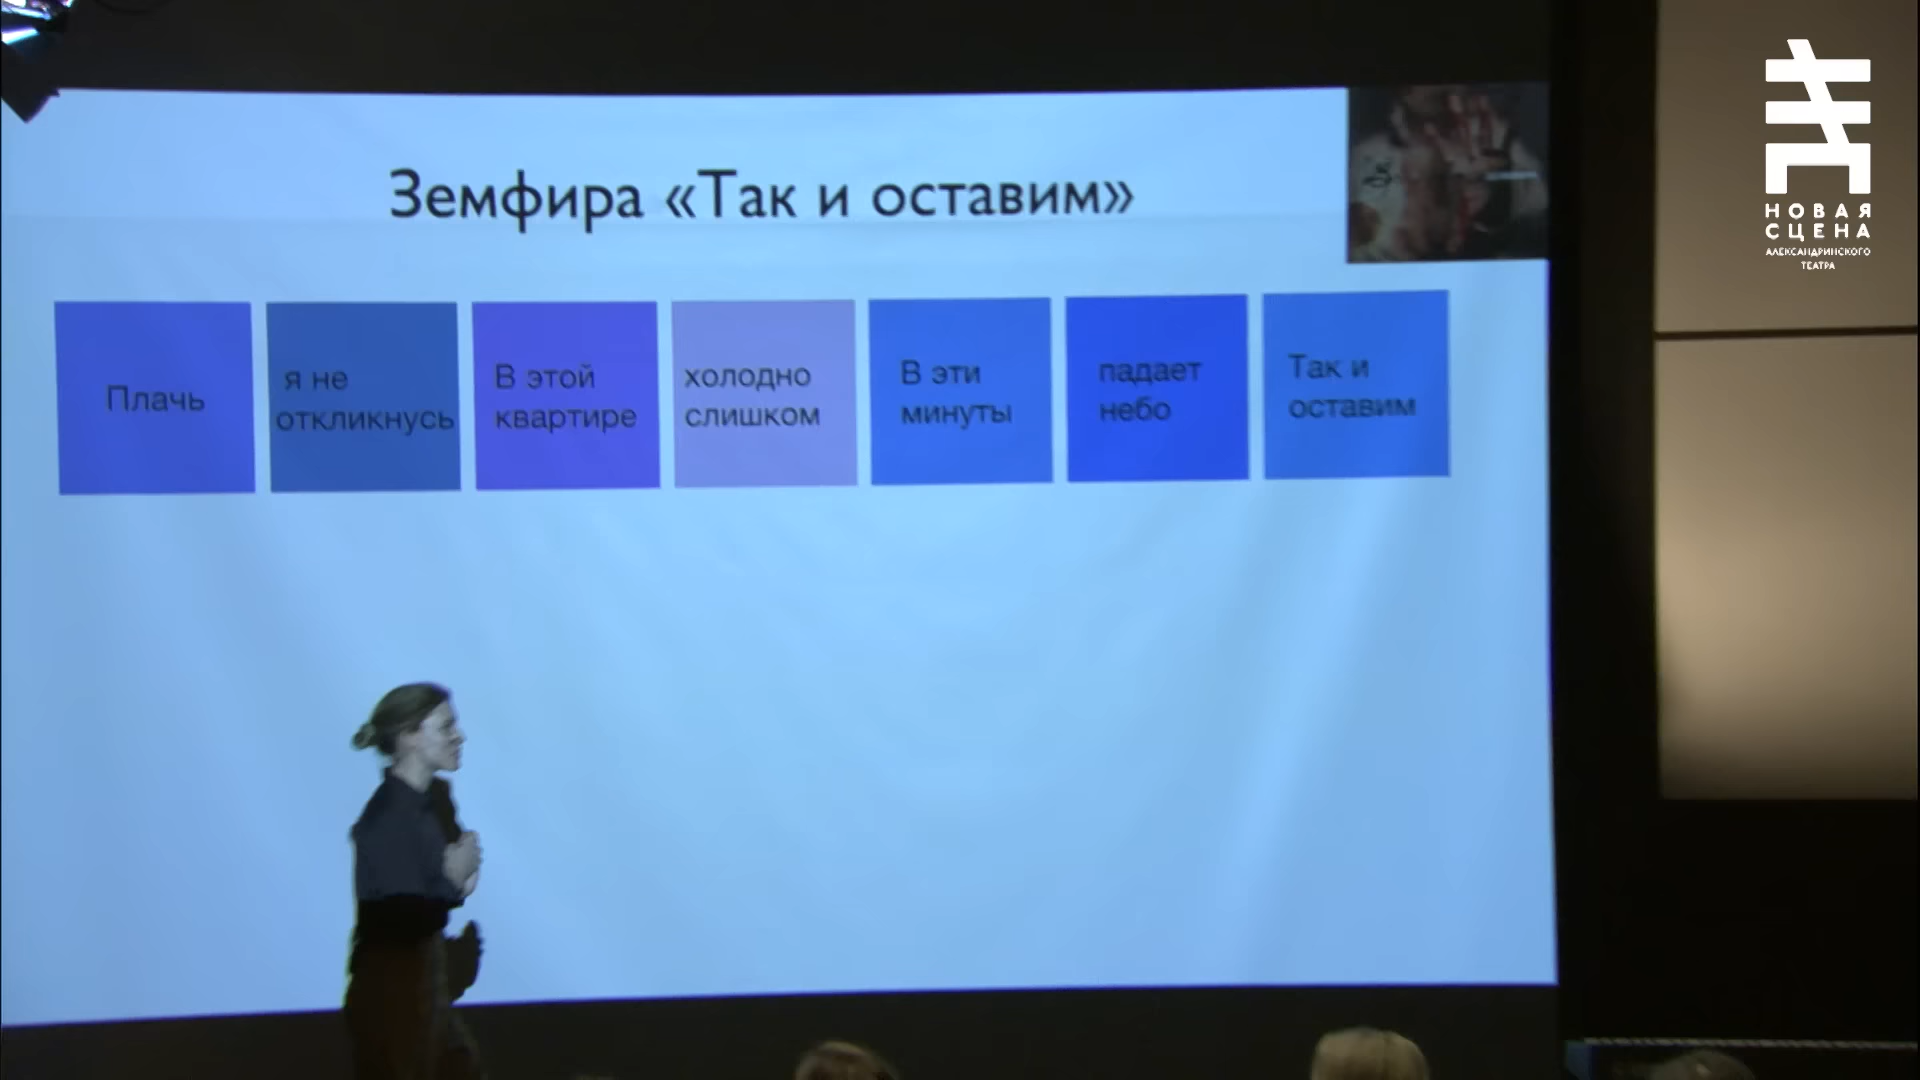 Земфира «Так и оставим»
Плачь
я не
откликнусь
В этой
квартире
холодно
слишком
В эти
минуты
падает
небо
Так и
оставим
НОВАЯ
СЦЕНА
АЛЕКСАНДРИНСКОГО
ТЕАТРА